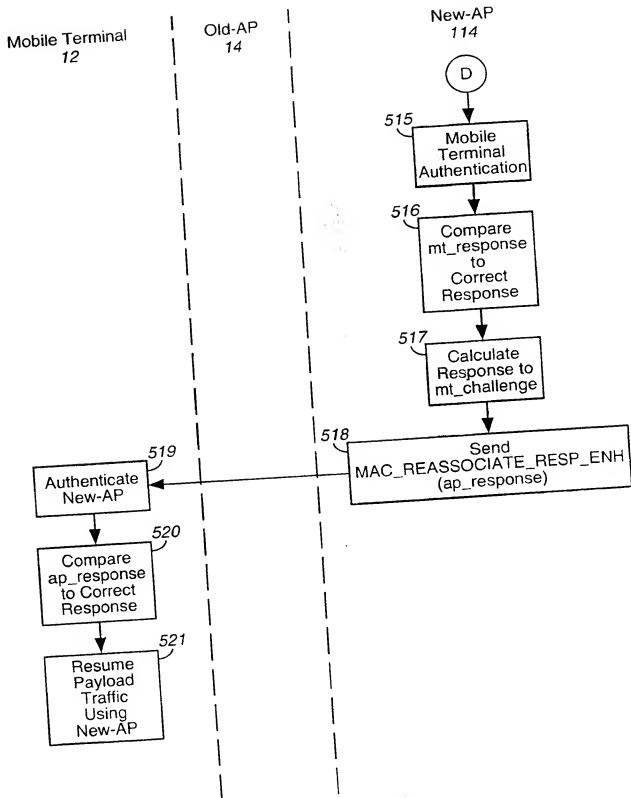 Mobile Terminal
12
Old-AP
14
New-AP
114
D
515
Mobile
Terminal
Authentication
516
Compare
mt_response
to
Correct
Response
517
Calculate
Response to
mt_challenge
518
Send
MAC_REASSOCIATE_RESP_ENH
(ap_response)
519
Authenticate
New-AP
520
Compare
ap_response
to Correct
Response
521
Resume
Payload
Traffic
Using
New-AP